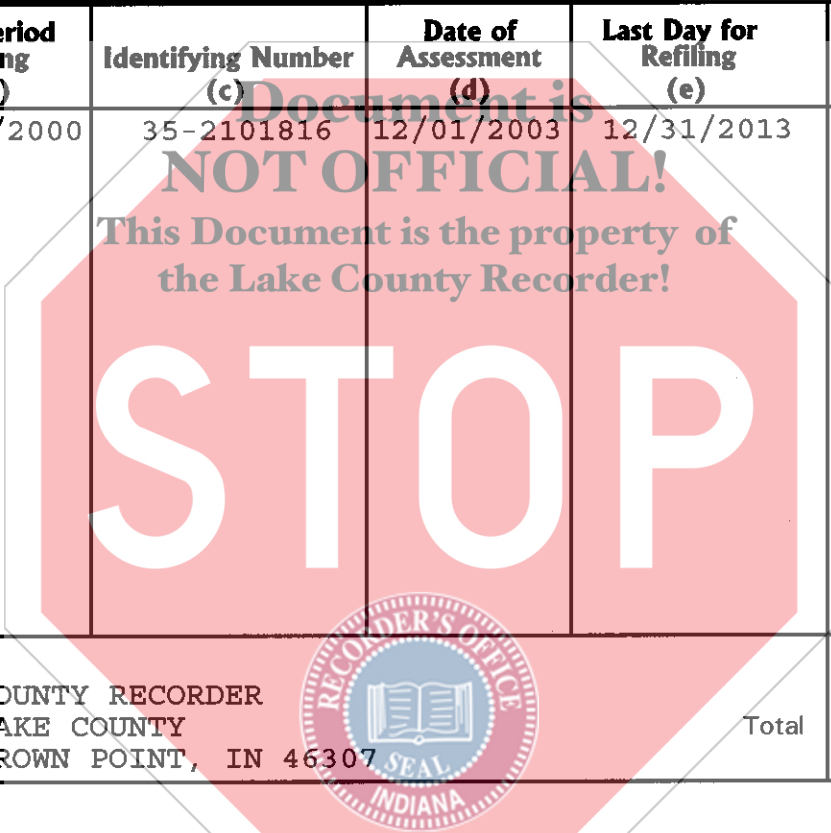 eriod Identifying Number Date of Last Day for
ng (c) Assessment Refiling
) (d) (e)
/2000 35-2101816 12/01/2003 12/31/2013
Document is
NOT OFFICIAL!
This Document is the property of
the Lake County Recorder!
STOP
RECORDER'S OFFICE
SEAL
INDIANA
OUNTY RECORDER
AKE COUNTY
ROWN POINT, IN 46307
Total